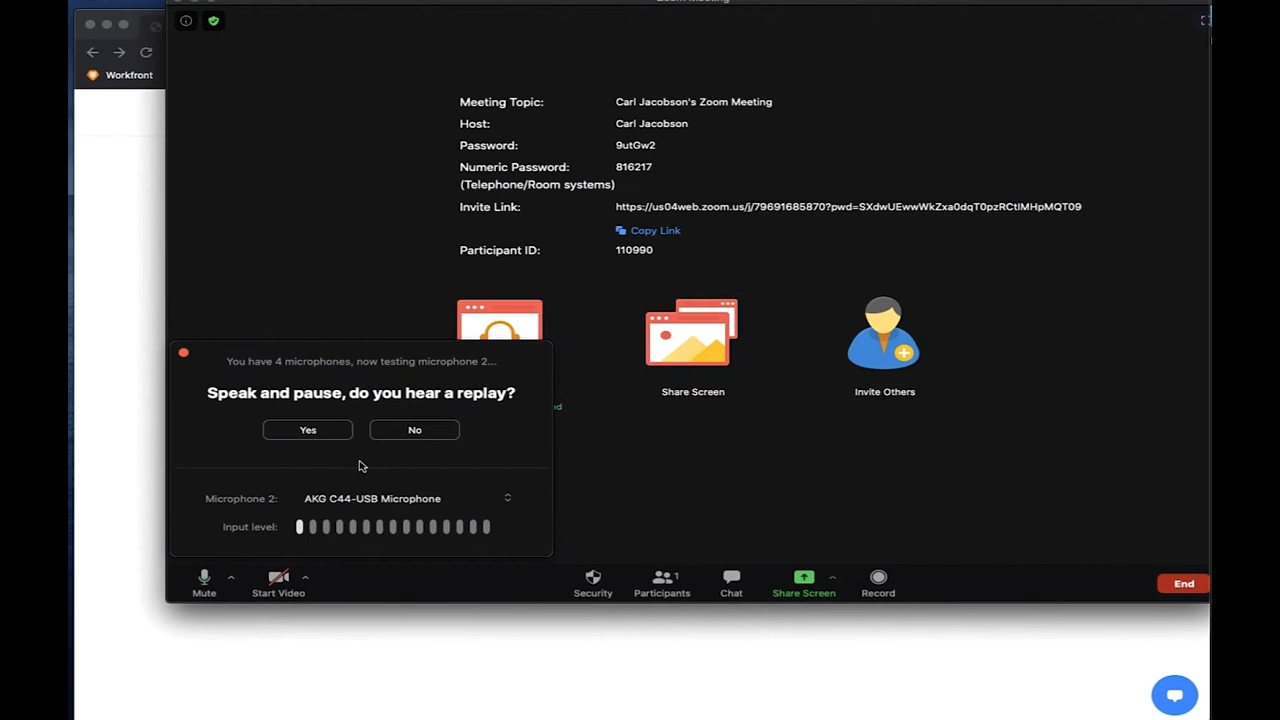 Workfront
Meeting Topic: Carl Jacobson's Zoom Meeting
Host: Carl Jacobson
Password: 9utGw2
Numeric Password: 816217
(Telephone/Room systems)
Invite Link: https://us04web.zoom.us/j/79691685870?pwd=SXdwUEwwWkZxa0dqT0pzRCtIMHpMQT09
Copy Link
Participant ID: 110990
Share Screen
Invite Others
You have 4 microphones, now testing microphone 2...
Speak and pause, do you hear a replay?
Yes No
Microphone 2: AKG C44-USB Microphone
Input level:
Mute
Start Video
Security
Participants 1
Chat
Share Screen
Record
End